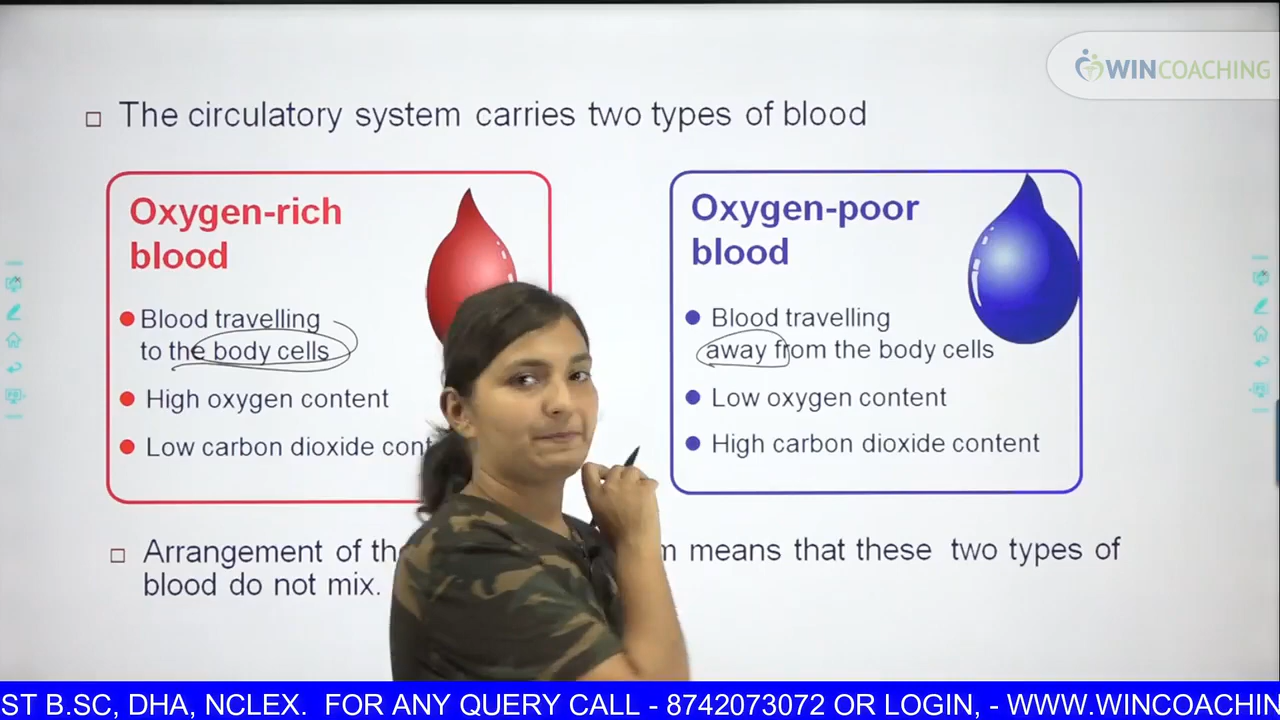 WINCOACHING
The circulatory system carries two types of blood
Oxygen-rich
blood
Blood travelling
to the body cells
High oxygen content
Low carbon dioxide
Oxygen-poor
blood
Blood travelling
away from the body cells
Low oxygen content
High carbon dioxide content
Arrangement of means that these two types of
blood do not mix.
ST B.SC, DHA, NCLEX. FOR ANY QUERY CALL - 8742073072 OR LOGIN, - WWW.WINCOACHIN